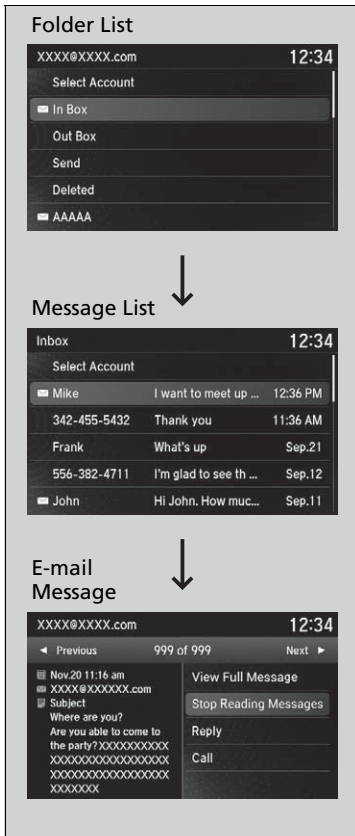 Folder List
XXXX@XXXX.com 12:34
Select Account
In Box
Out Box
Send
Deleted
AAAAA
Message List
Inbox 12:34
Select Account
Mike I want to meet up ... 12:36 PM
342-455-5432 Thank you 11:36 AM
Frank What's up Sep.21
556-382-4711 I'm glad to see th ... Sep.12
John Hi John. How muc... Sep.11
E-mail
Message
XXXX@XXXX.com 12:34
◄ Previous 999 of 999 Next ►
Nov.20 11:16 am
XXXX@XXXXXX.com
Subject
Where are you?
Are you able to come to
the party?XXXXXXXXXX
XXXXXXXXXXXXXXXXX
XXXXXXXXXXXXXXXXX
XXXXXXX
View Full Message
Stop Reading Messages
Reply
Call